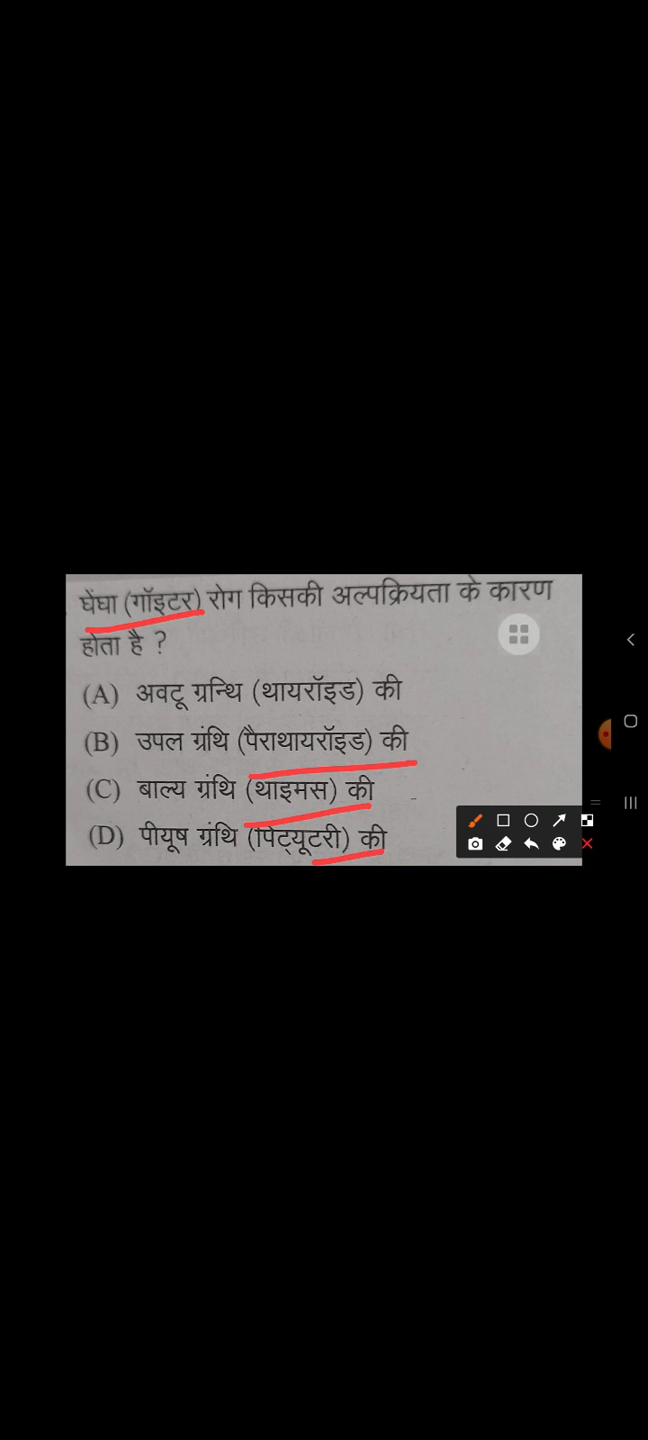 घेंघा (गॉइटर) रोग किसकी अल्पक्रियता के कारण
होता है ?
(A) अवटू ग्रन्थि (थायरॉइड) की
(B) उपल ग्रंथि (पैराथायरॉइड) की
(C) बाल्य ग्रंथि (थाइमस) की
(D) पीयूष ग्रंथि (पिट्यूटरी) की